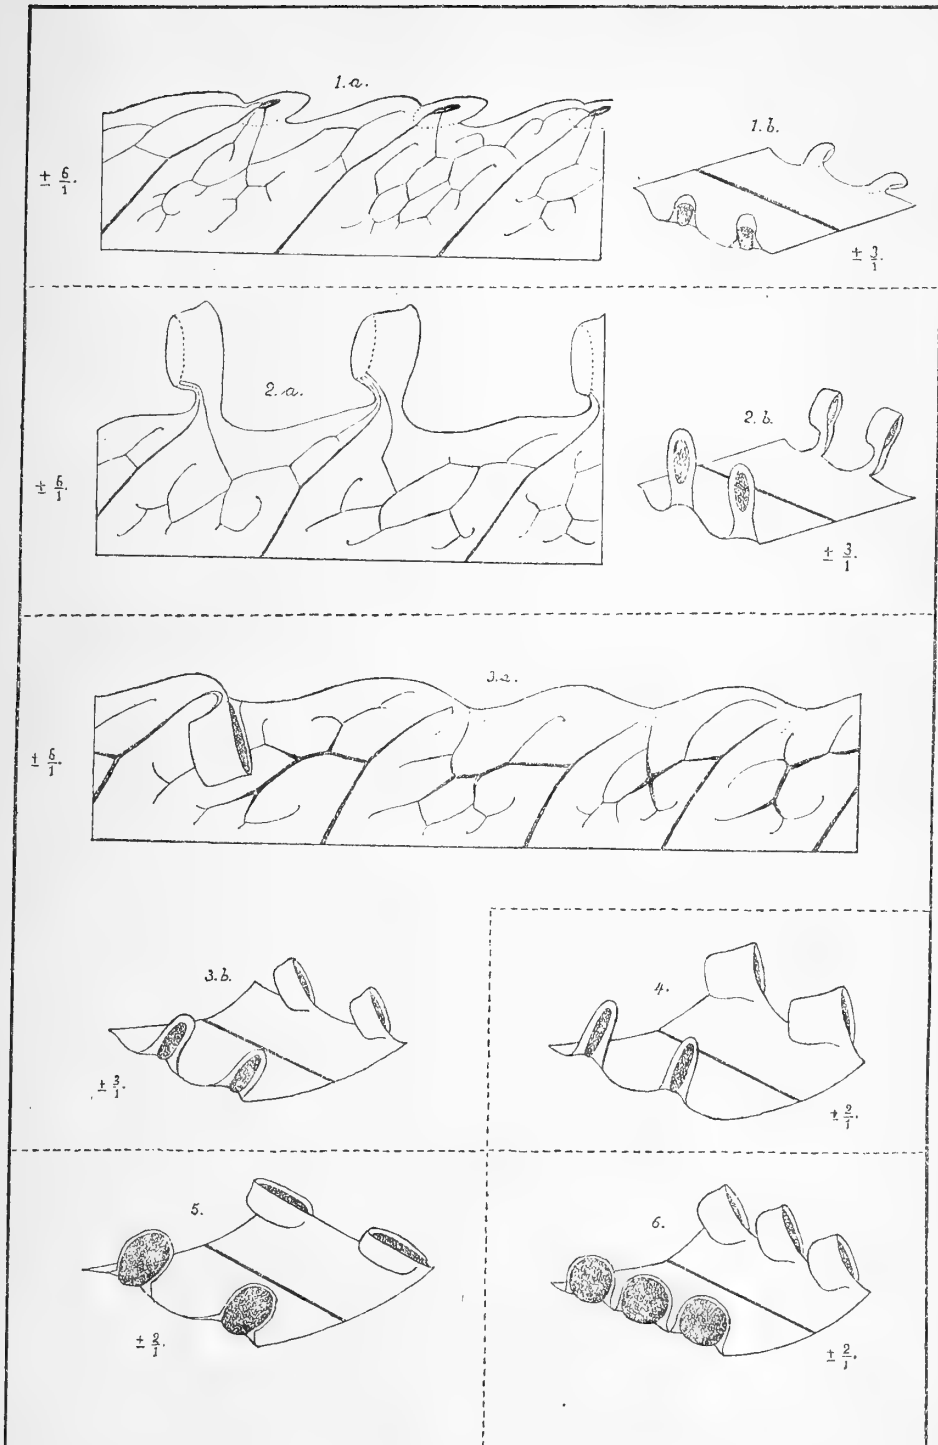 1.a.
1.b.
± 6/1.
± 3/1.
2.a.
2.b.
± 6/1.
± 3/1.
3.a.
± 6/1.
3.b.
4.
± 3/1.
± 2/1.
5.
6.
± 2/1.
± 2/1.